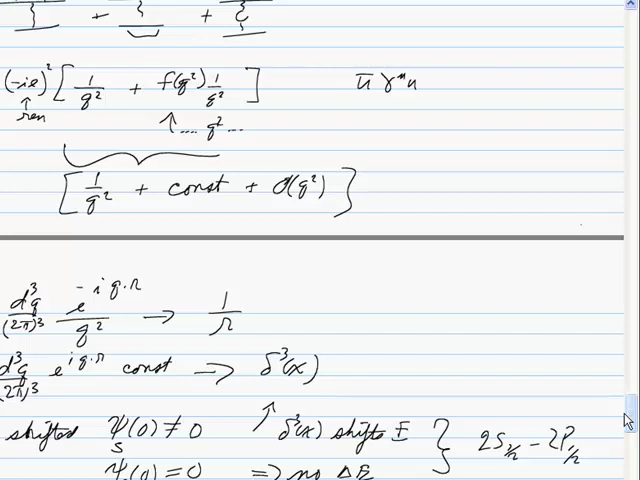 + +
(-ie)² [ 1/q² + f(q²) 1/q² ] ū γᵘ u
↑ ren ↑ .... q² ...
[ 1/q² + const + O(q²) ]
d³q/(2π)³ e^{-iq·r}/q² → 1/r
d³q/(2π)³ e^{iq·r} const → δ³(x)
shifted ψ_S(0) ≠ 0 ↗ δ³(x) shifts E } 2S_{1/2} - 2P_{1/2}
ψ (0) = 0 ⇒ no ΔE